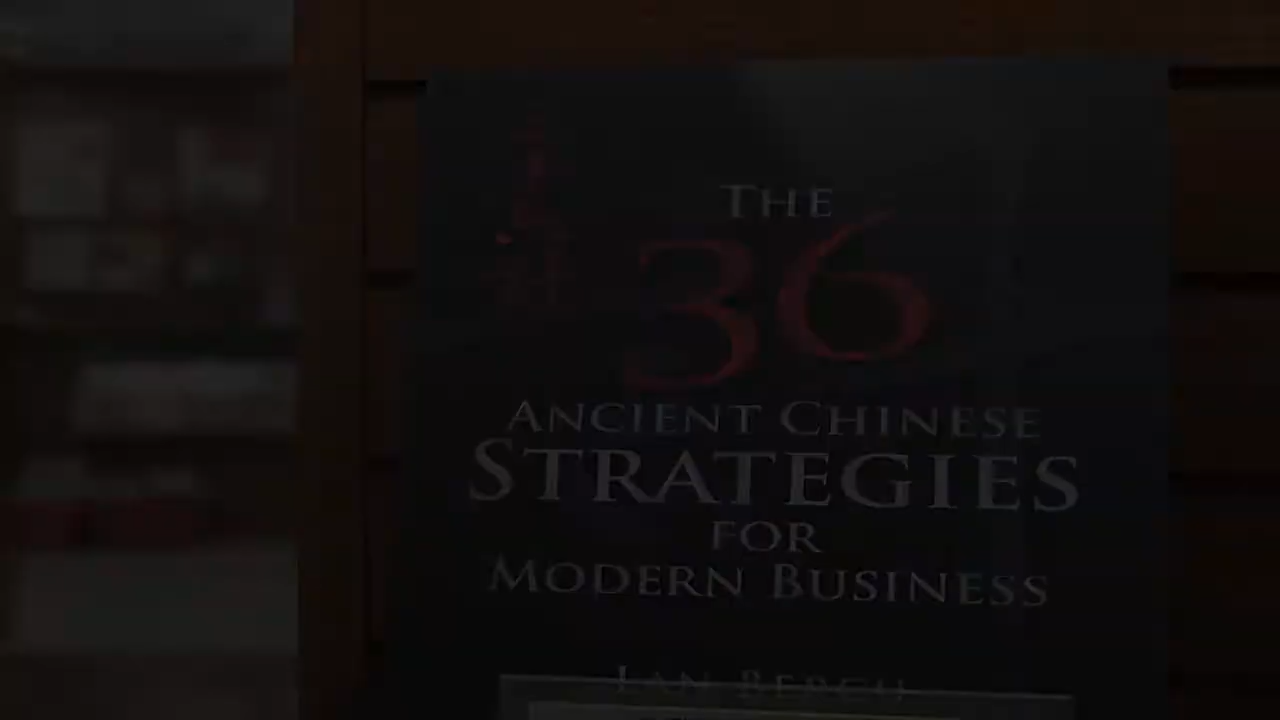 THE
36
ANCIENT CHINESE
STRATEGIES
FOR
MODERN BUSINESS